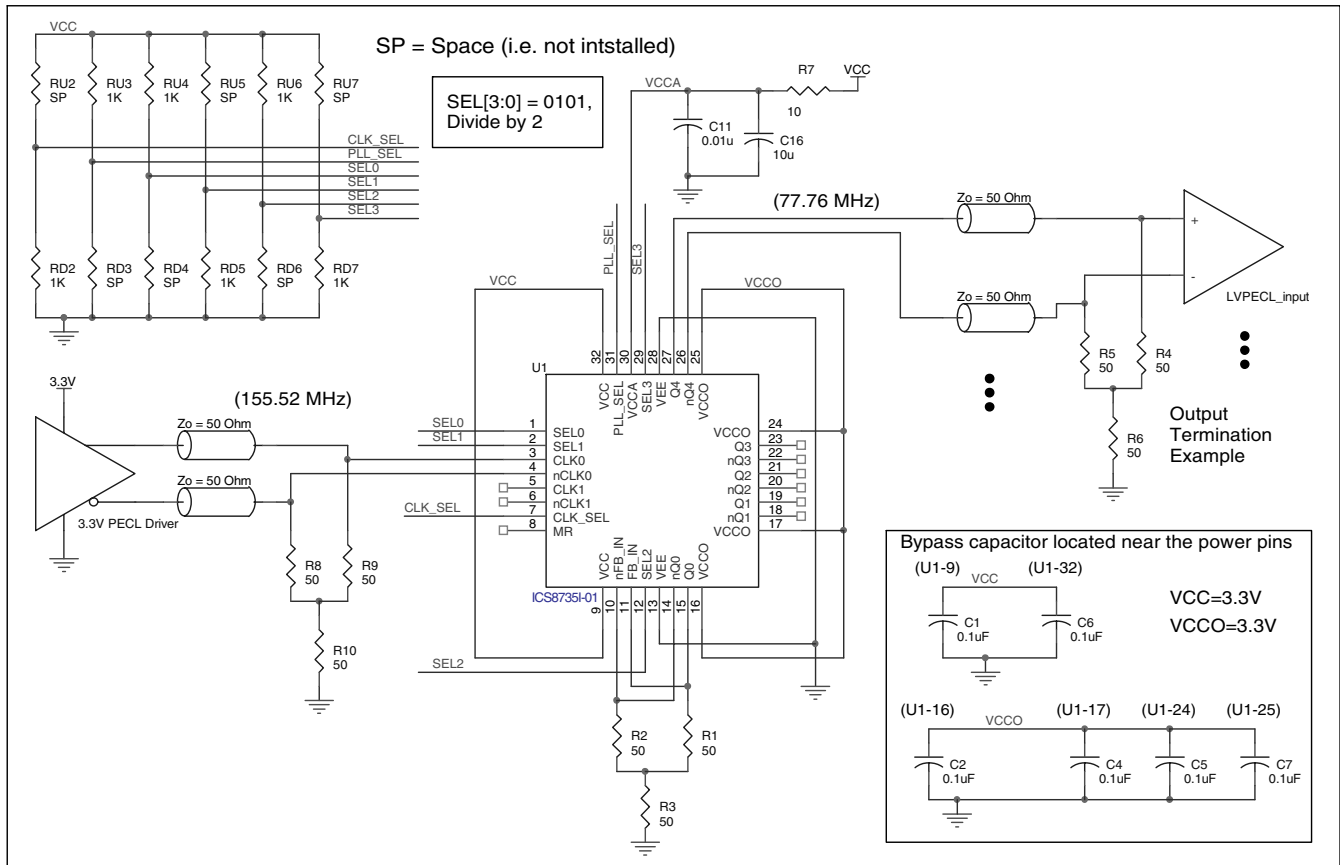 VCC
SP = Space (i.e. not intstalled)
RU2
SP
RU3
1K
RU4
1K
RU5
SP
RU6
1K
RU7
SP
SEL[3:0] = 0101,
Divide by 2
CLK_SEL
PLL_SEL
SEL0
SEL1
SEL2
SEL3
RD2
1K
RD3
SP
RD4
SP
RD5
1K
RD6
SP
RD7
1K
VCCA
R7
10
VCC
C11
0.01u
C16
10u
(77.76 MHz)
Zo = 50 Ohm
Zo = 50 Ohm
+
-
LVPECL_input
R5
50
R4
50
R6
50
Output
Termination
Example
VCC
PLL_SEL
SEL3
VCCO
3.3V
(155.52 MHz)
Zo = 50 Ohm
Zo = 50 Ohm
3.3V PECL Driver
R8
50
R9
50
R10
50
SEL0
SEL1
CLK_SEL
SEL2
U1
32 31 30 29 28 27 26 25
VCC PLL_SEL VCCA SEL3 VEE Q4 nQ4 VCCO
1 SEL0
2 SEL1
3 CLK0
4 nCLK0
5 CLK1
6 nCLK1
7 CLK_SEL
8 MR
VCCO 24
Q3 23
nQ3 22
Q2 21
nQ2 20
Q1 19
nQ1 18
VCCO 17
VCC nFB_IN FB_IN SEL2 VEE nQ0 Q0 VCCO
9 10 11 12 13 14 15 16
ICS8735I-01
R2
50
R1
50
R3
50
Bypass capacitor located near the power pins
(U1-9)
VCC
(U1-32)
C1
0.1uF
C6
0.1uF
VCC=3.3V
VCCO=3.3V
(U1-16)
VCCO
(U1-17)
(U1-24)
(U1-25)
C2
0.1uF
C4
0.1uF
C5
0.1uF
C7
0.1uF